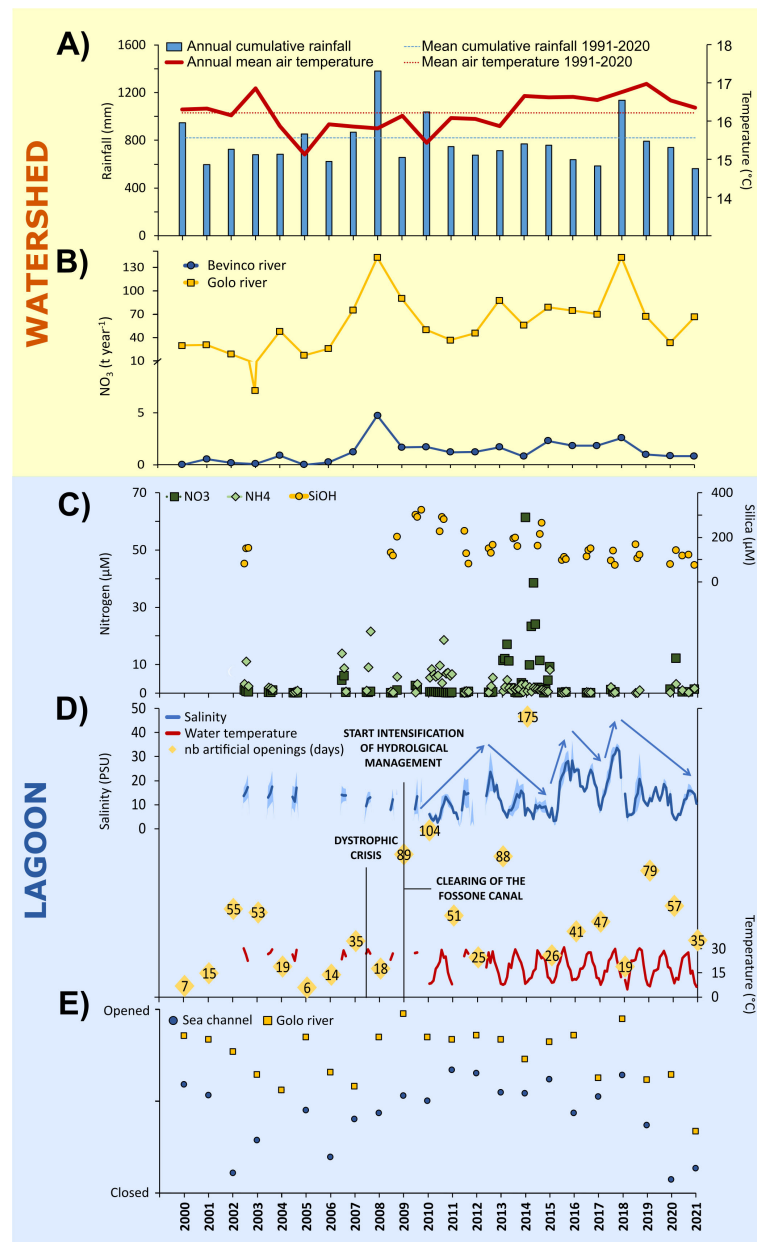 WATERSHED
A)
Annual cumulative rainfall
Mean cumulative rainfall 1991-2020
Annual mean air temperature
Mean air temperature 1991-2020
Rainfall (mm)
1600
1200
800
400
0
Temperature (°C)
18
17
16
15
14
B)
Bevinco river
Golo river
NO3 (t year-1)
130
100
70
40
10
5
0
LAGOON
C)
NO3
NH4
SiOH
Nitrogen (µM)
70
50
30
10
0
Silica (µM)
400
200
0
D)
Salinity
Water temperature
nb artificial openings (days)
Salinity (PSU)
50
40
30
20
10
0
START INTENSIFICATION
OF HYDROLGICAL
MANAGEMENT
DYSTROPHIC
CRISIS
CLEARING OF THE
FOSSONE CANAL
7
15
55
53
19
6
14
35
18
89
104
51
25
88
175
26
41
47
19
79
57
35
Temperature (°C)
30
15
0
E)
Sea channel
Golo river
Opened
Closed
2000
2001
2002
2003
2004
2005
2006
2007
2008
2009
2010
2011
2012
2013
2014
2015
2016
2017
2018
2019
2020
2021